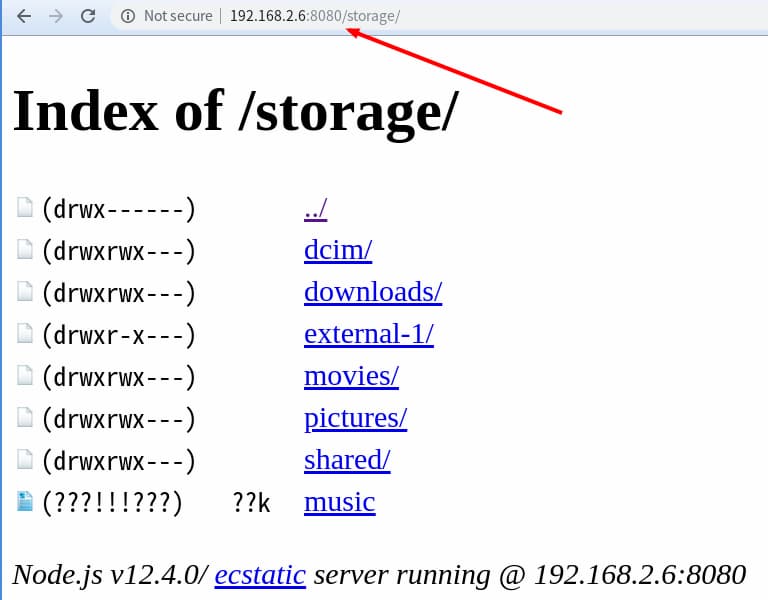 Not secure | 192.168.2.6:8080/storage/
Index of /storage/
(drwx------) ../
(drwxrwx---) dcim/
(drwxrwx---) downloads/
(drwxr-x---) external-1/
(drwxrwx---) movies/
(drwxrwx---) pictures/
(drwxrwx---) shared/
(???!!!???) ??k music
Node.js v12.4.0/ ecstatic server running @ 192.168.2.6:8080